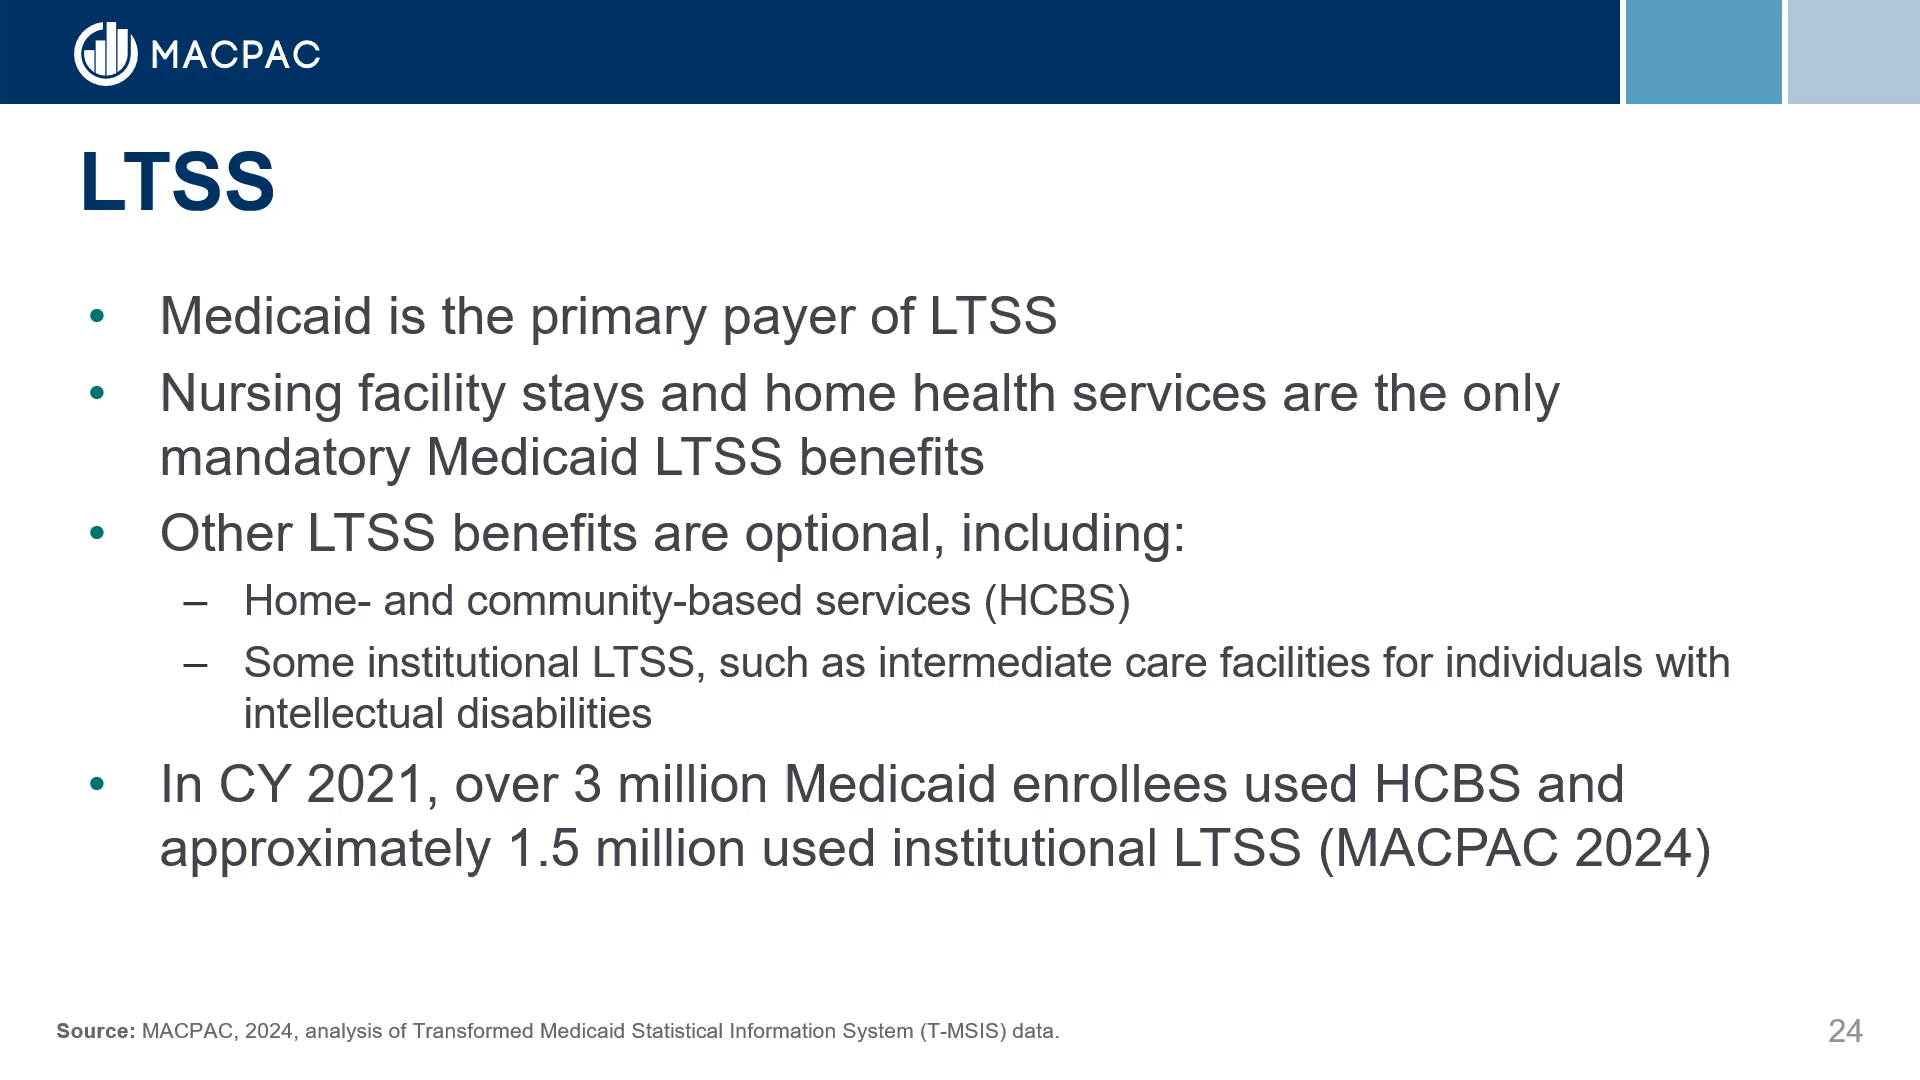 MACPAC
LTSS
• Medicaid is the primary payer of LTSS
• Nursing facility stays and home health services are the only
mandatory Medicaid LTSS benefits
• Other LTSS benefits are optional, including:
– Home- and community-based services (HCBS)
– Some institutional LTSS, such as intermediate care facilities for individuals with
intellectual disabilities
• In CY 2021, over 3 million Medicaid enrollees used HCBS and
approximately 1.5 million used institutional LTSS (MACPAC 2024)
Source: MACPAC, 2024, analysis of Transformed Medicaid Statistical Information System (T-MSIS) data.
24